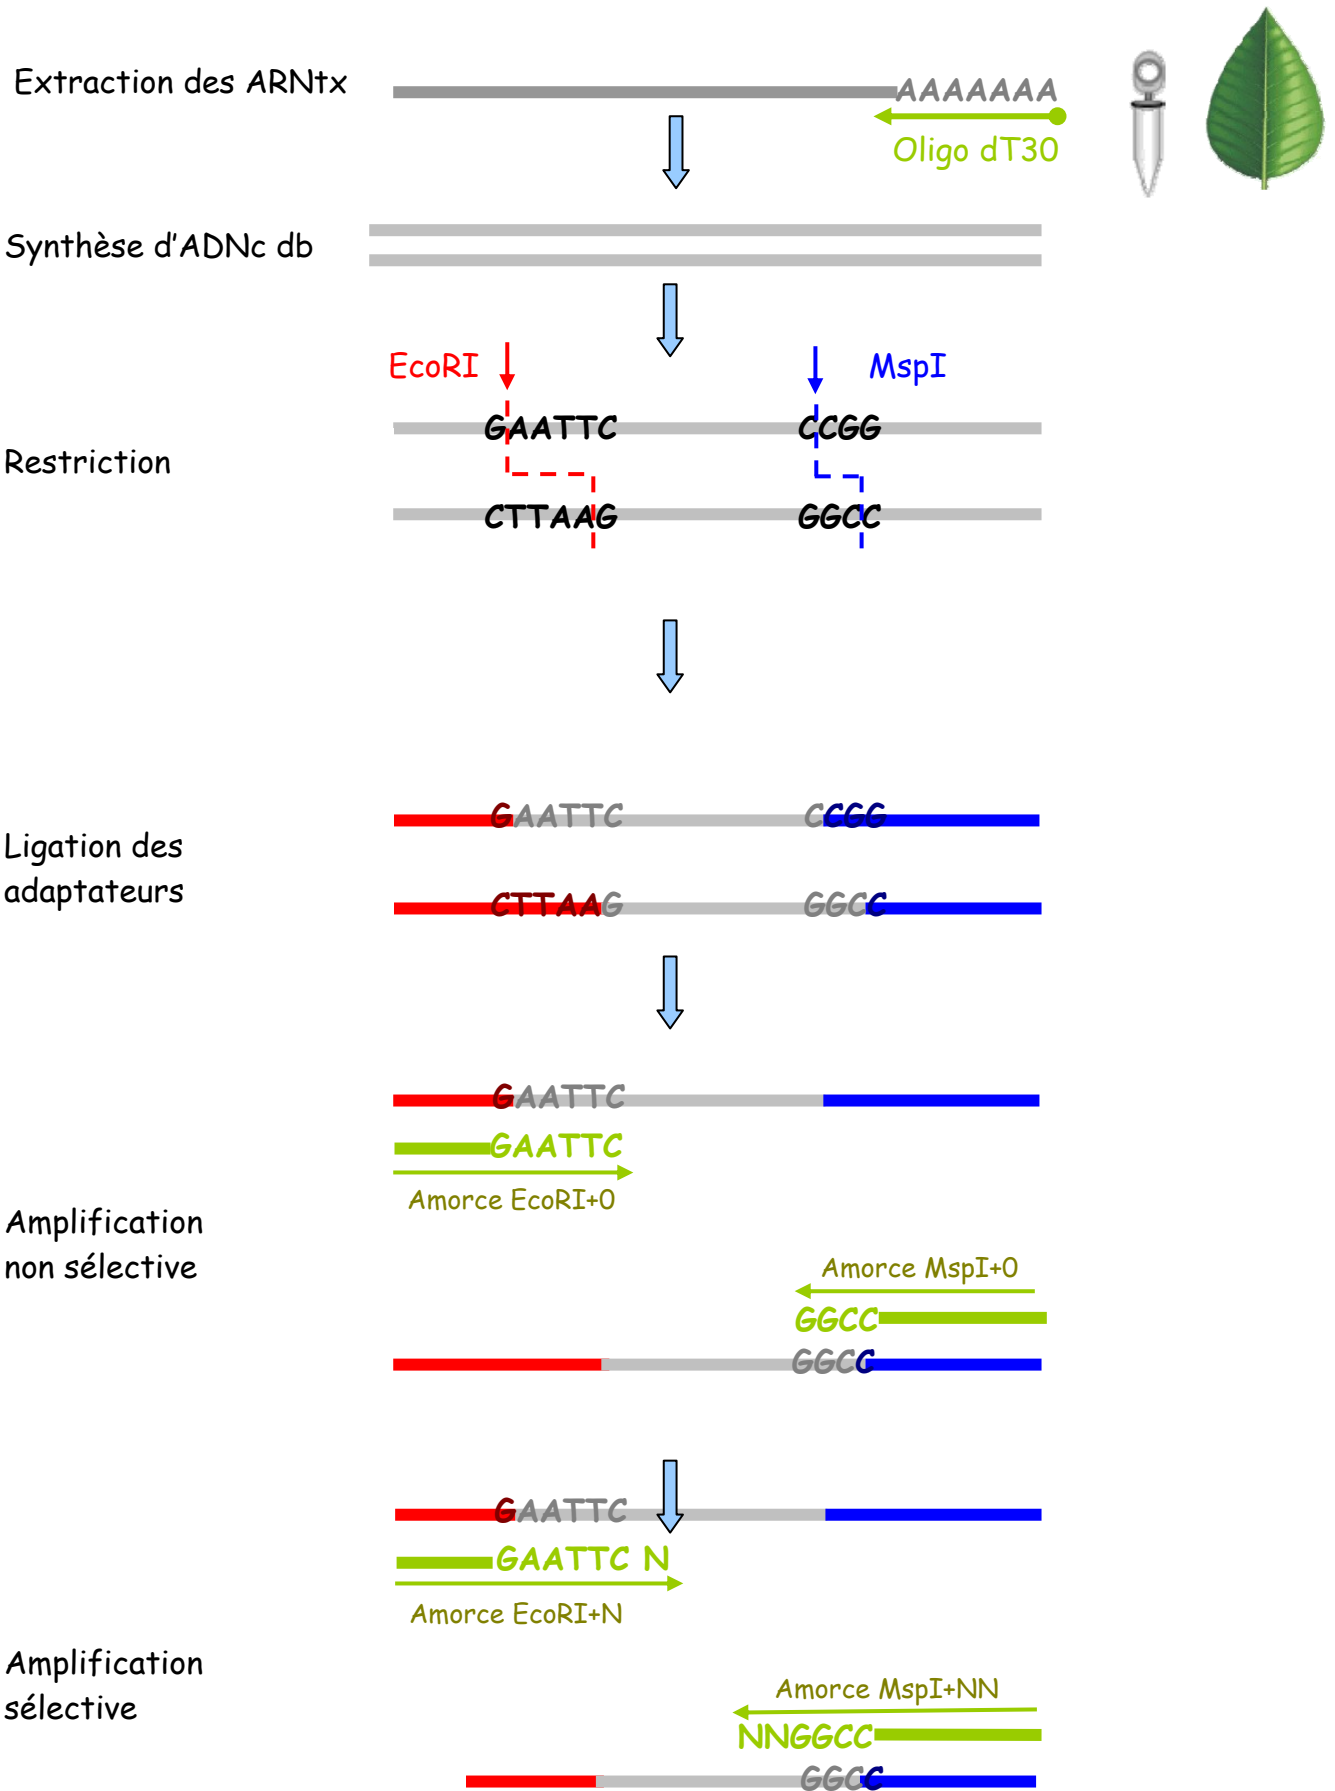 Extraction des ARNtx
AAAAAAA
Oligo dT30
Synthèse d'ADNc db
EcoRI
MspI
GAATTC
CCGG
Restriction
CTTAAG
GGCC
GAATTC
CCGG
Ligation des
adaptateurs
CTTAAG
GGCC
GAATTC
GAATTC
Amorce EcoRI+0
Amplification
non sélective
Amorce MspI+0
GGCC
GGCC
GAATTC
GAATTC N
Amorce EcoRI+N
Amplification
sélective
Amorce MspI+NN
NNGGCC
GGCC